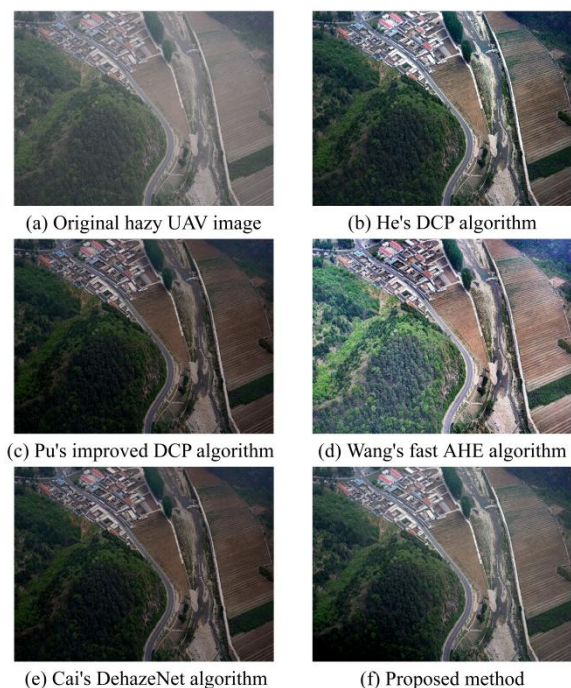 (a) Original hazy UAV image
(b) He's DCP algorithm
(c) Pu's improved DCP algorithm
(d) Wang's fast AHE algorithm
(e) Cai's DehazeNet algorithm
(f) Proposed method